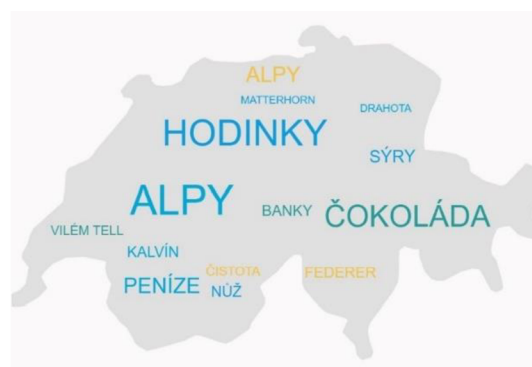 ALPY
MATTERHORN
DRAHOTA
HODINKY
SÝRY
ALPY
BANKY
ČOKOLÁDA
VILÉM TELL
KALVÍN
ČISTOTA
FEDERER
PENÍZE
NŮŽ